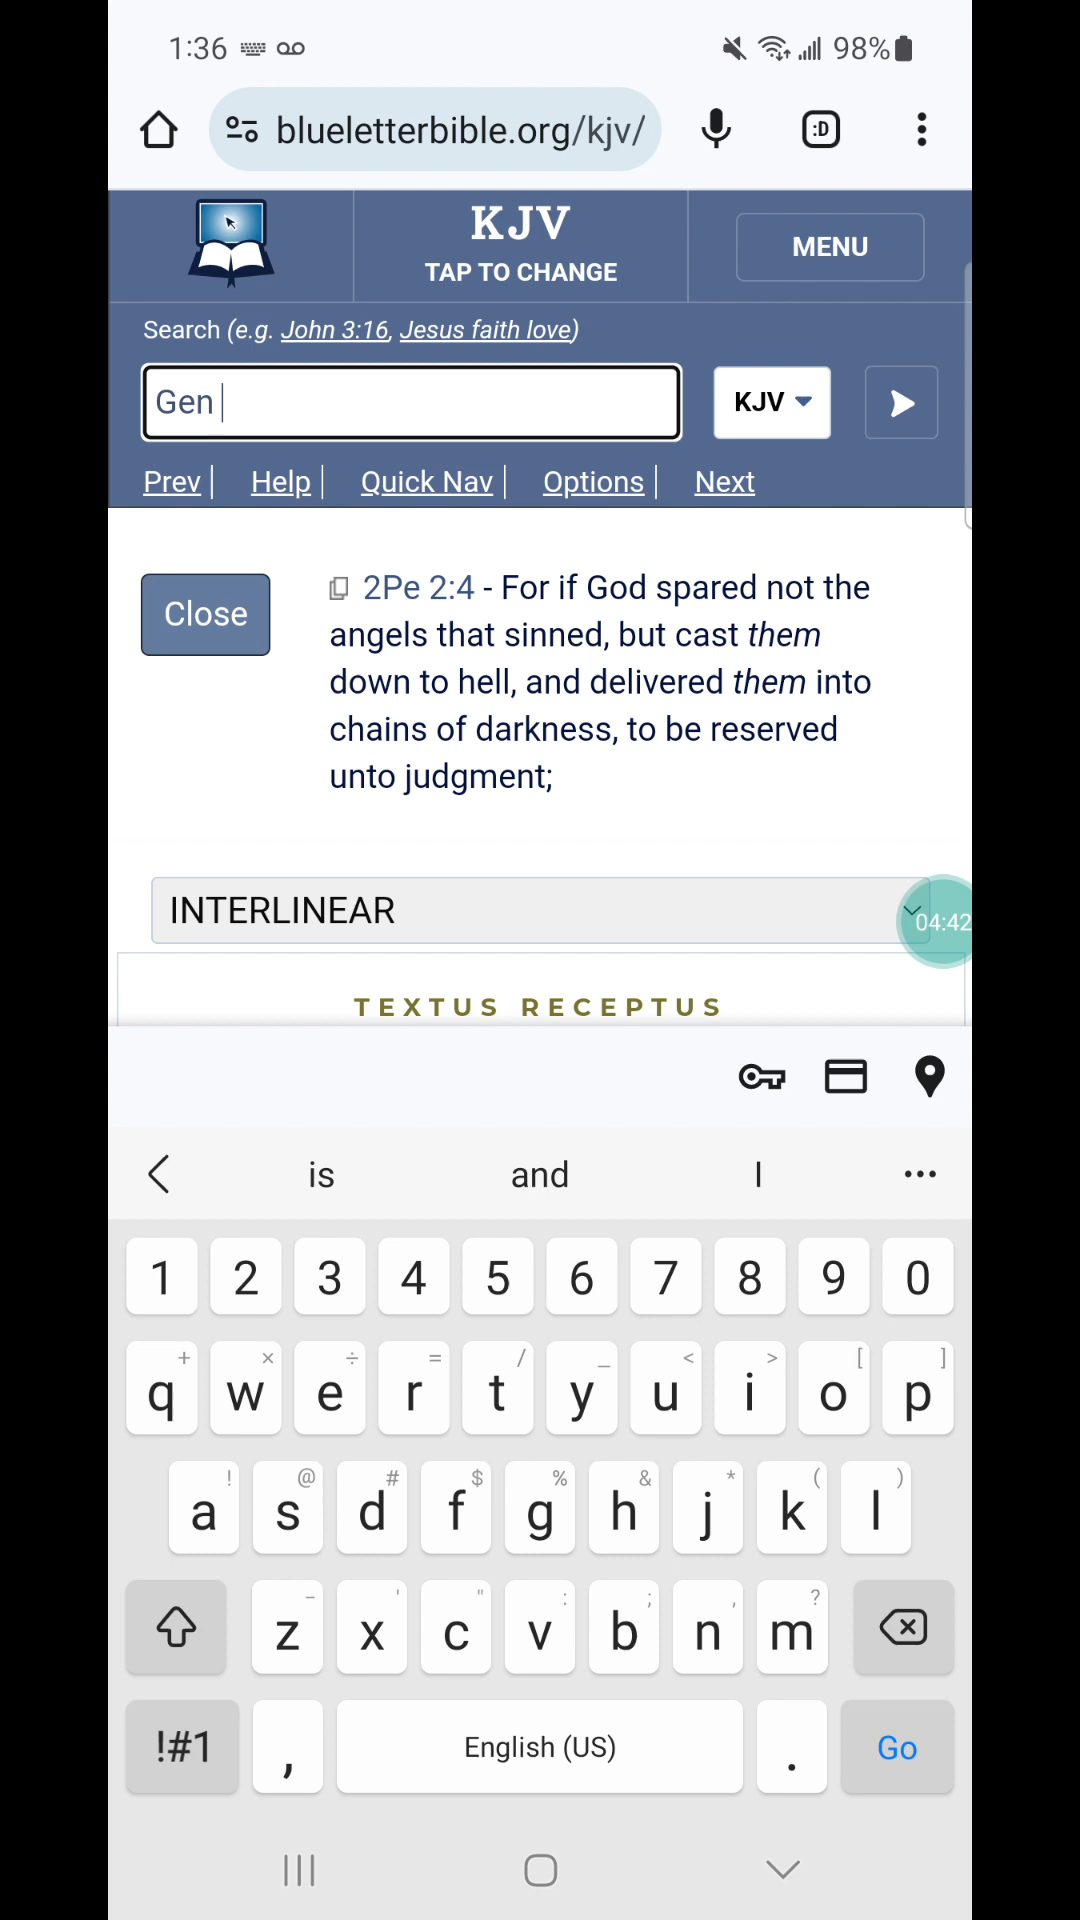 1:36 98%
blueletterbible.org/kjv/ :D
KJV
TAP TO CHANGE
MENU
Search (e.g. John 3:16, Jesus faith love)
Gen KJV
Prev | Help | Quick Nav | Options | Next
Close
2Pe 2:4 - For if God spared not the
angels that sinned, but cast them
down to hell, and delivered them into
chains of darkness, to be reserved
unto judgment;
INTERLINEAR
04:42
TEXTUS RECEPTUS
is and I ...
1 2 3 4 5 6 7 8 9 0
+ × ÷ = / _ < > [ ]
q w e r t y u i o p
! @ # $ % & * ( )
a s d f g h j k l
- ' " : ; , ?
z x c v b n m
!#1 , English (US) . Go